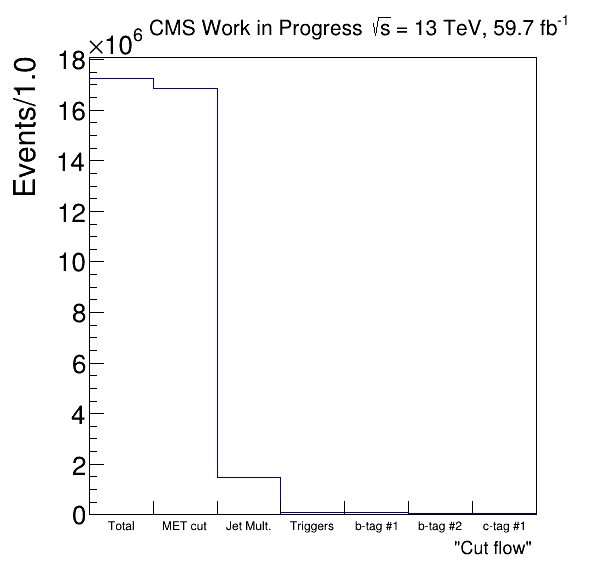 ×10⁶ CMS Work in Progress √s = 13 TeV, 59.7 fb⁻¹
Events/1.0
18
16
14
12
10
8
6
4
2
0
Total MET cut Jet Mult. Triggers b-tag #1 b-tag #2 c-tag #1
"Cut flow"